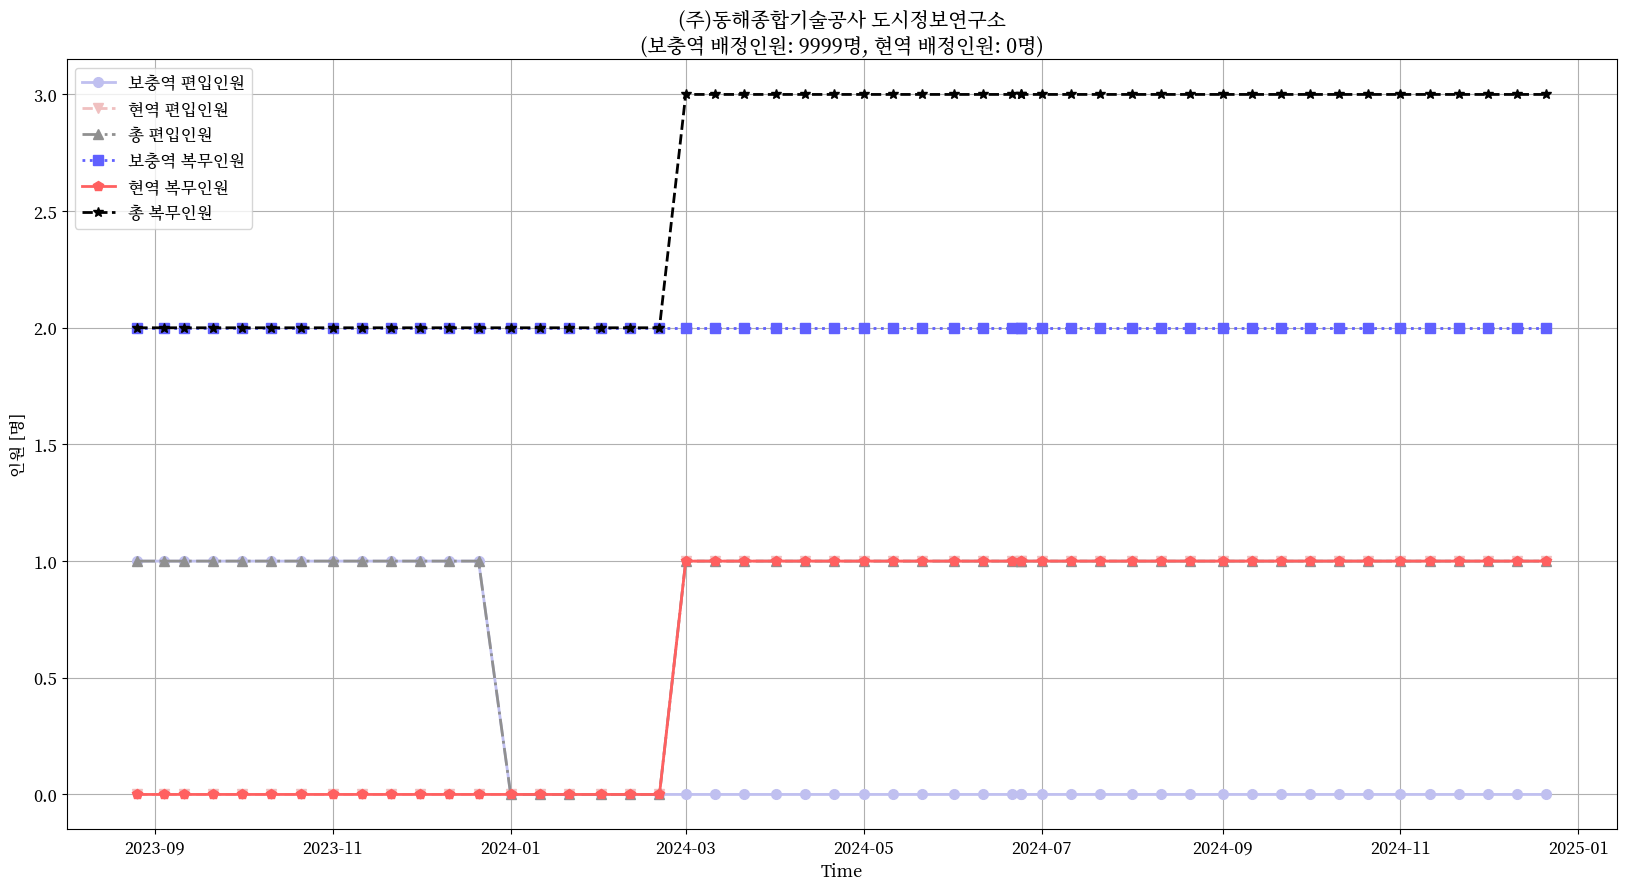 (주)동해종합기술공사 도시정보연구소
(보충역 배정인원: 9999명, 현역 배정인원: 0명)
보충역 편입인원
현역 편입인원
총 편입인원
보충역 복무인원
현역 복무인원
총 복무인원
3.0
2.5
2.0
1.5
1.0
0.5
0.0
인원 [명]
2023-09
2023-11
2024-01
2024-03
2024-05
2024-07
2024-09
2024-11
2025-01
Time